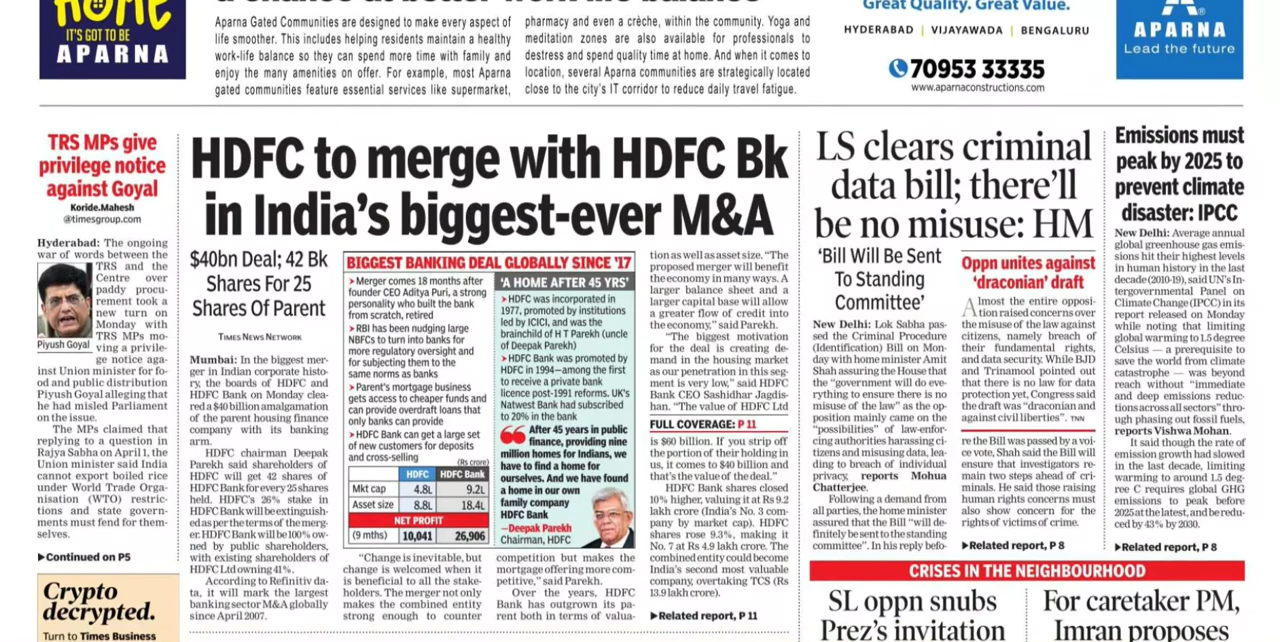 HOME
IT'S GOT TO BE
APARNA
Aparna Gated Communities are designed to make every aspect of
life smoother. This includes helping residents maintain a healthy
work-life balance so they can spend more time with family and
enjoy the many amenities on offer. For example, most Aparna
gated communities feature essential services like supermarket,
pharmacy and even a crèche, within the community. Yoga and
meditation zones are also available for professionals to
destress and spend quality time at home. And when it comes to
location, several Aparna communities are strategically located
close to the city's IT corridor to reduce daily travel fatigue.
Great Quality. Great Value.
HYDERABAD | VIJAYAWADA | BENGALURU
70953 33335
www.aparnaconstructions.com
APARNA
Lead the future
TRS MPs give
privilege notice
against Goyal
Koride.Mahesh
@timesgroup.com
Hyderabad: The ongoing
war of words between the
TRS and the
Centre over
paddy procu-
rement took a
new turn on
Monday with
TRS MPs mo-
ving a privile-
ge notice aga-
Piyush Goyal
inst Union minister for fo-
od and public distribution
Piyush Goyal alleging that
he had misled Parliament
on the issue.
The MPs claimed that
replying to a question in
Rajya Sabha on April 1, the
Union minister said India
cannot export boiled rice
under World Trade Orga-
nisation (WTO) restric-
tions and state govern-
ments must fend for them-
selves.
▶Continued on P5
Crypto
decrypted.
Turn to Times Business
HDFC to merge with HDFC Bk
in India's biggest-ever M&A
$40bn Deal; 42 Bk
Shares For 25
Shares Of Parent
TIMES NEWS NETWORK
Mumbai: In the biggest mer-
ger in Indian corporate histo-
ry, the boards of HDFC and
HDFC Bank on Monday clea-
red a $40 billion amalgamation
of the parent housing finance
company with its banking
arm.
HDFC chairman Deepak
Parekh said shareholders of
HDFC will get 42 shares of
HDFC Bank for every 25 shares
held. HDFC's 26% stake in
HDFC Bank will be extinguish-
ed as per the terms of the merg-
er. HDFC Bank will be 100% ow-
ned by public shareholders,
with existing shareholders of
HDFC Ltd owning 41%.
According to Refinitiv da-
ta, it will mark the largest
banking sector M&A globally
since April 2007.
BIGGEST BANKING DEAL GLOBALLY SINCE '17
➤Merger comes 18 months after
founder CEO Aditya Puri, a strong
personality who built the bank
from scratch, retired
➤RBI has been nudging large
NBFCs to turn into banks for
more regulatory oversight and
for subjecting them to the
same norms as banks
➤Parent's mortgage business
gets access to cheaper funds and
can provide overdraft loans that
only banks can provide
➤HDFC Bank can get a large set
of new customers for deposits
and cross-selling
(Rs crore)
HDFC HDFC Bank
Mkt cap 4.8L 9.2L
Asset size 8.8L 18.4L
NET PROFIT
(9 mths) 10,041 26,906
'A HOME AFTER 45 YRS'
➤HDFC was incorporated in
1977, promoted by institutions
led by ICICI, and was the
brainchild of H T Parekh (uncle
of Deepak Parekh)
➤HDFC Bank was promoted by
HDFC in 1994—among the first
to receive a private bank
licence post-1991 reforms. UK's
Natwest Bank had subscribed
to 20% in the bank
After 45 years in public
finance, providing nine
million homes for Indians, we
have to find a home for
ourselves. And we have found
a home in our own
family company
HDFC Bank
—Deepak Parekh
Chairman, HDFC
"Change is inevitable, but
change is welcomed when it
is beneficial to all the stake-
holders. The merger not only
makes the combined entity
strong enough to counter
competition but makes the
mortgage offering more com-
petitive," said Parekh.
Over the years, HDFC
Bank has outgrown its pa-
rent both in terms of valua-
tion as well as asset size. "The
proposed merger will benefit
the economy in many ways. A
larger balance sheet and a
larger capital base will allow
a greater flow of credit into
the economy," said Parekh.
"The biggest motivation
for the deal is creating de-
mand in the housing market
as our penetration in this seg-
ment is very low," said HDFC
Bank CEO Sashidhar Jagdis-
han. "The value of HDFC Ltd
FULL COVERAGE: P 11
is $60 billion. If you strip off
the portion of their holding in
us, it comes to $40 billion and
that's the value of the deal."
HDFC Bank shares closed
10% higher, valuing it at Rs 9.2
lakh crore (India's No. 3 com-
pany by market cap). HDFC
shares rose 9.3%, making it
No. 7 at Rs 4.9 lakh crore. The
combined entity could become
India's second most valuable
company, overtaking TCS (Rs
13.9 lakh crore).
▶Related report, P 11
LS clears criminal
data bill; there'll
be no misuse: HM
'Bill Will Be Sent
To Standing
Committee'
New Delhi: Lok Sabha pas-
sed the Criminal Procedure
(Identification) Bill on Mon-
day with home minister Amit
Shah assuring the House that
the "government will do eve-
rything to ensure there is no
misuse of the law" as the op-
position mainly came on the
"possibilities" of law-enfor-
cing authorities harassing ci-
tizens and misusing data, lea-
ding to breach of individual
privacy, reports Mohua
Chatterjee.
Following a demand from
all parties, the home minister
assured that the Bill "will de-
finitely be sent to the standing
committee". In his reply befo-
Oppn unites against
'draconian' draft
Almost the entire opposi-
tion raised concerns over
the misuse of the law against
citizens, namely breach of
their fundamental rights,
and data security. While BJD
and Trinamool pointed out
that there is no law for data
protection yet, Congress said
the draft was "draconian and
against civil liberties". TNN
re the Bill was passed by a voi-
ce vote, Shah said the Bill will
ensure that investigators re-
main two steps ahead of cri-
minals. He said those raising
human rights concerns must
also show concern for the
rights of victims of crime.
▶Related report, P 8
Emissions must
peak by 2025 to
prevent climate
disaster: IPCC
New Delhi: Average annual
global greenhouse gas emis-
sions hit their highest levels
in human history in the last
decade (2010-19), said UN's In-
tergovernmental Panel on
Climate Change (IPCC) in its
report released on Monday
while noting that limiting
global warming to 1.5 degree
Celsius — a prerequisite to
save the world from climate
catastrophe — was beyond
reach without "immediate
and deep emissions reduc-
tions across all sectors" thro-
ugh phasing out fossil fuels,
reports Vishwa Mohan.
It said though the rate of
emission growth had slowed
in the last decade, limiting
warming to around 1.5 deg-
ree C requires global GHG
emissions to peak before
2025 at the latest, and be redu-
ced by 43% by 2030.
▶Related report, P 8
CRISES IN THE NEIGHBOURHOOD
SL oppn snubs
Prez's invitation
For caretaker PM,
Imran proposes